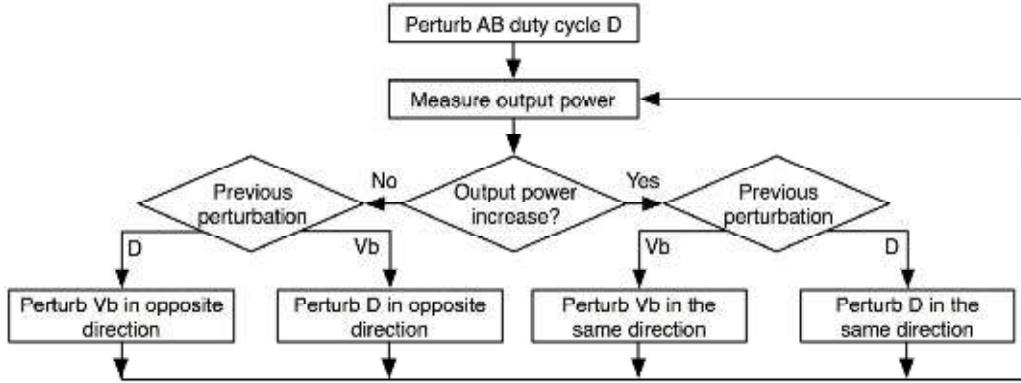 Perturb AB duty cycle D
Measure output power
No
Yes
Previous
perturbation
Output power
increase?
Previous
perturbation
D
Vb
Vb
D
Perturb Vb in opposite
direction
Perturb D in opposite
direction
Perturb Vb in the
same direction
Perturb D in the
same direction